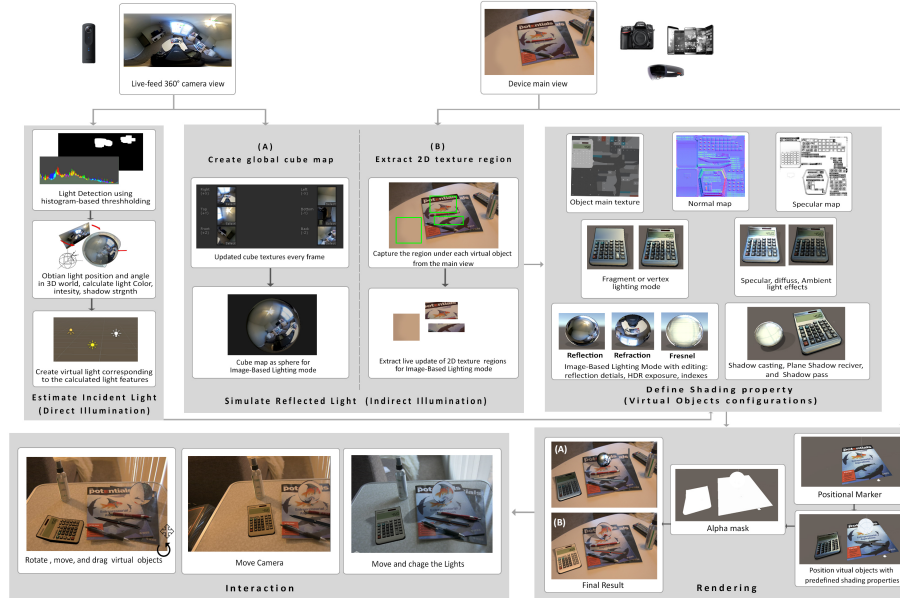 Live-feed 360° camera view
Device main view
Light Detection using
histogram-based threshholding
Obtian light position and angle
in 3D world, calculate light Color,
intesity, shadow strgnth
Create virtual light corresponding
to the calculated light features
Estimate Incident Light
(Direct Illumination)
(A)
Create global cube map
Updated cube textures every frame
Cube map as sphere for
Image-Based Lighting mode
(B)
Extract 2D texture region
Capture the region under each virtual object
from the main view
Extract live update of 2D texture regions
for Image-Based Lighting mode
Simulate Reflected Light (Indirect Illumination)
Object main texture
Normal map
Specular map
Fragment or vertex
lighting mode
Specular, diffuss, Ambient
light effects
Reflection
Refraction
Fresnel
Image-Based Lighting Mode with editing:
reflection detials, HDR exposure, indexes
Shadow casting, Plane Shadow reciver,
and Shadow pass
Define Shading property
(Virtual Objects configurations)
Rotate , move, and drag virtual objects
Move Camera
Move and chage the Lights
Interaction
(A)
(B)
Final Result
Alpha mask
Positional Marker
Position vitual objects with
predefined shading properties
Rendering
potentials